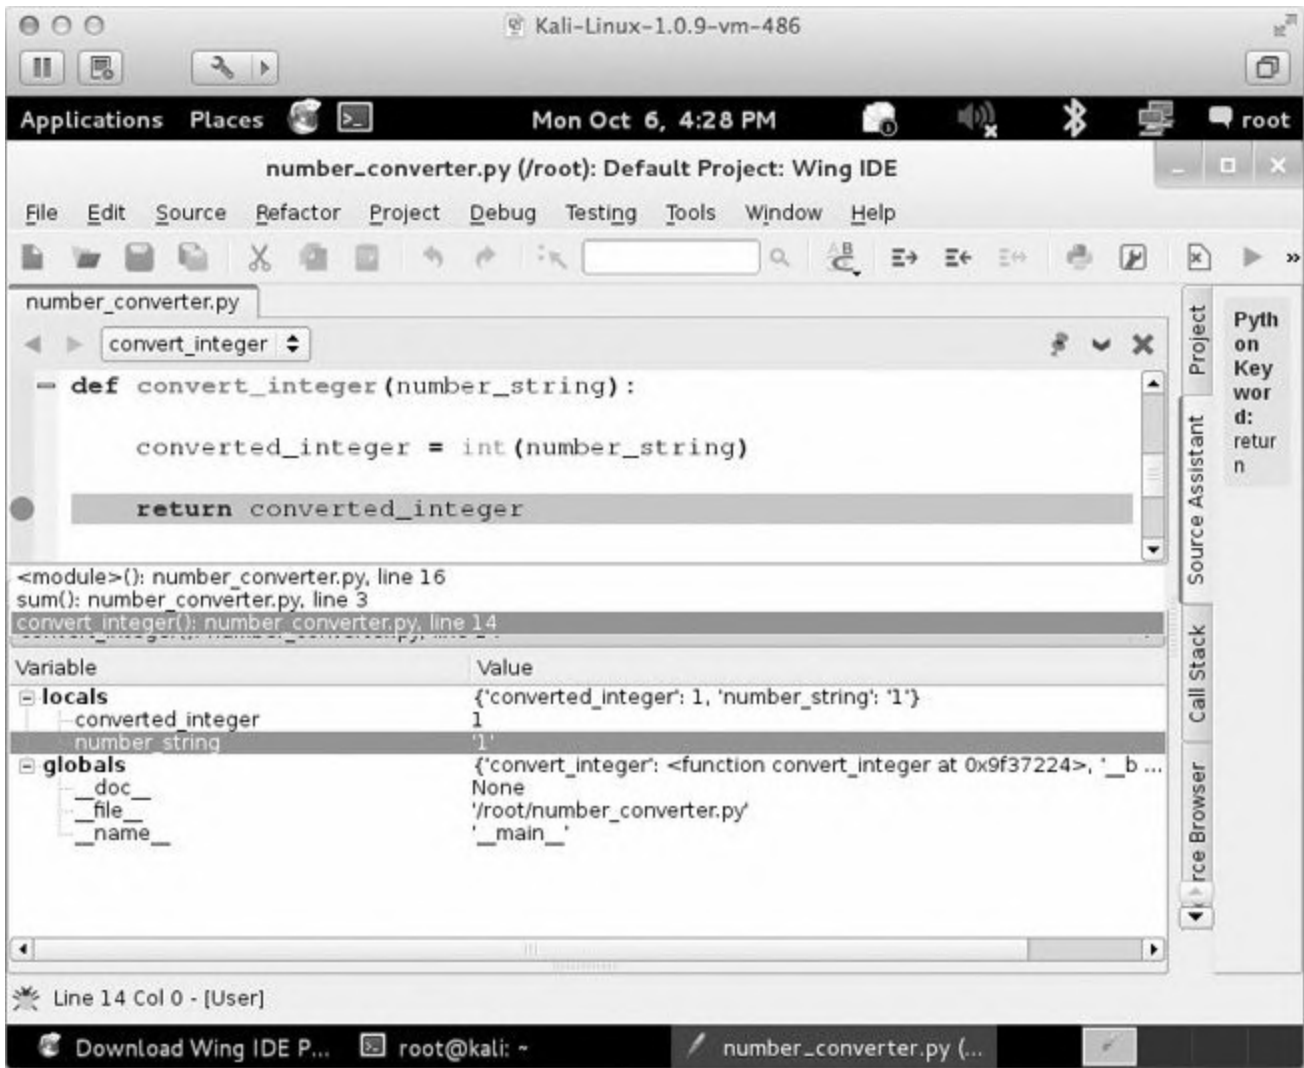 Kali-Linux-1.0.9-vm-486
Applications Places Mon Oct 6, 4:28 PM root
number_converter.py (/root): Default Project: Wing IDE
File Edit Source Refactor Project Debug Testing Tools Window Help
number_converter.py
convert_integer
def convert_integer(number_string):
converted_integer = int(number_string)
return converted_integer
<module>(): number_converter.py, line 16
sum(): number_converter.py, line 3
convert_integer(): number_converter.py, line 14
Variable Value
locals {'converted_integer': 1, 'number_string': '1'}
converted_integer 1
number_string '1'
globals {'convert_integer': <function convert_integer at 0x9f37224>, '__b ...
__doc__ None
__file__ '/root/number_converter.py'
__name__ '__main__'
Project
Source Assistant
Call Stack
rce Browser
Pyth
on
Key
wor
d:
retur
n
Line 14 Col 0 - [User]
Download Wing IDE P... root@kali: ~ number_converter.py (...